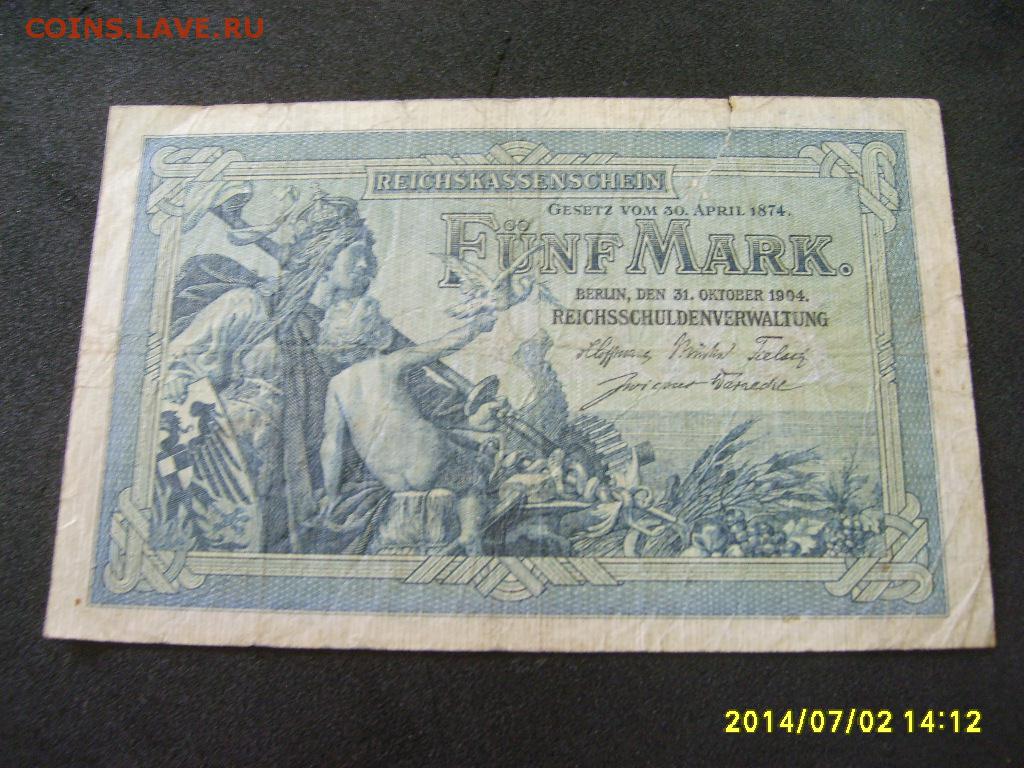 COINS.LAVE.RU
REICHSKASSENSCHEIN
GESETZ VOM 30. APRIL 1874.
FÜNF MARK.
BERLIN, DEN 31. OKTOBER 1904.
REICHSSCHULDENVERWALTUNG
2014/07/02 14:12